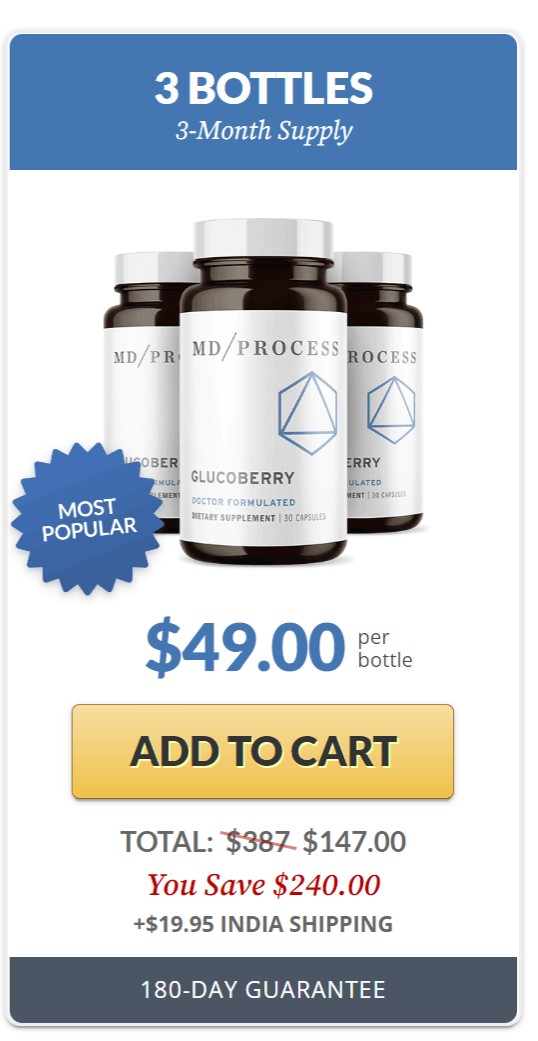 3 BOTTLES
3-Month Supply
MD/PROCESS
GLUCOBERRY
DOCTOR FORMULATED
DIETARY SUPPLEMENT | 30 CAPSULES
MOST
POPULAR
$49.00 per
bottle
ADD TO CART
TOTAL: $387 $147.00
You Save $240.00
+$19.95 INDIA SHIPPING
180-DAY GUARANTEE